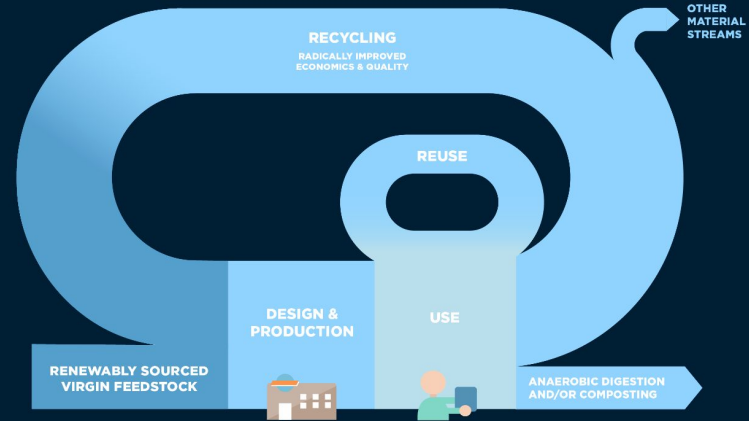 OTHER
MATERIAL
STREAMS
RECYCLING
RADICALLY IMPROVED
ECONOMICS & QUALITY
REUSE
DESIGN &
PRODUCTION
USE
RENEWABLY SOURCED
VIRGIN FEEDSTOCK
ANAEROBIC DIGESTION
AND/OR COMPOSTING